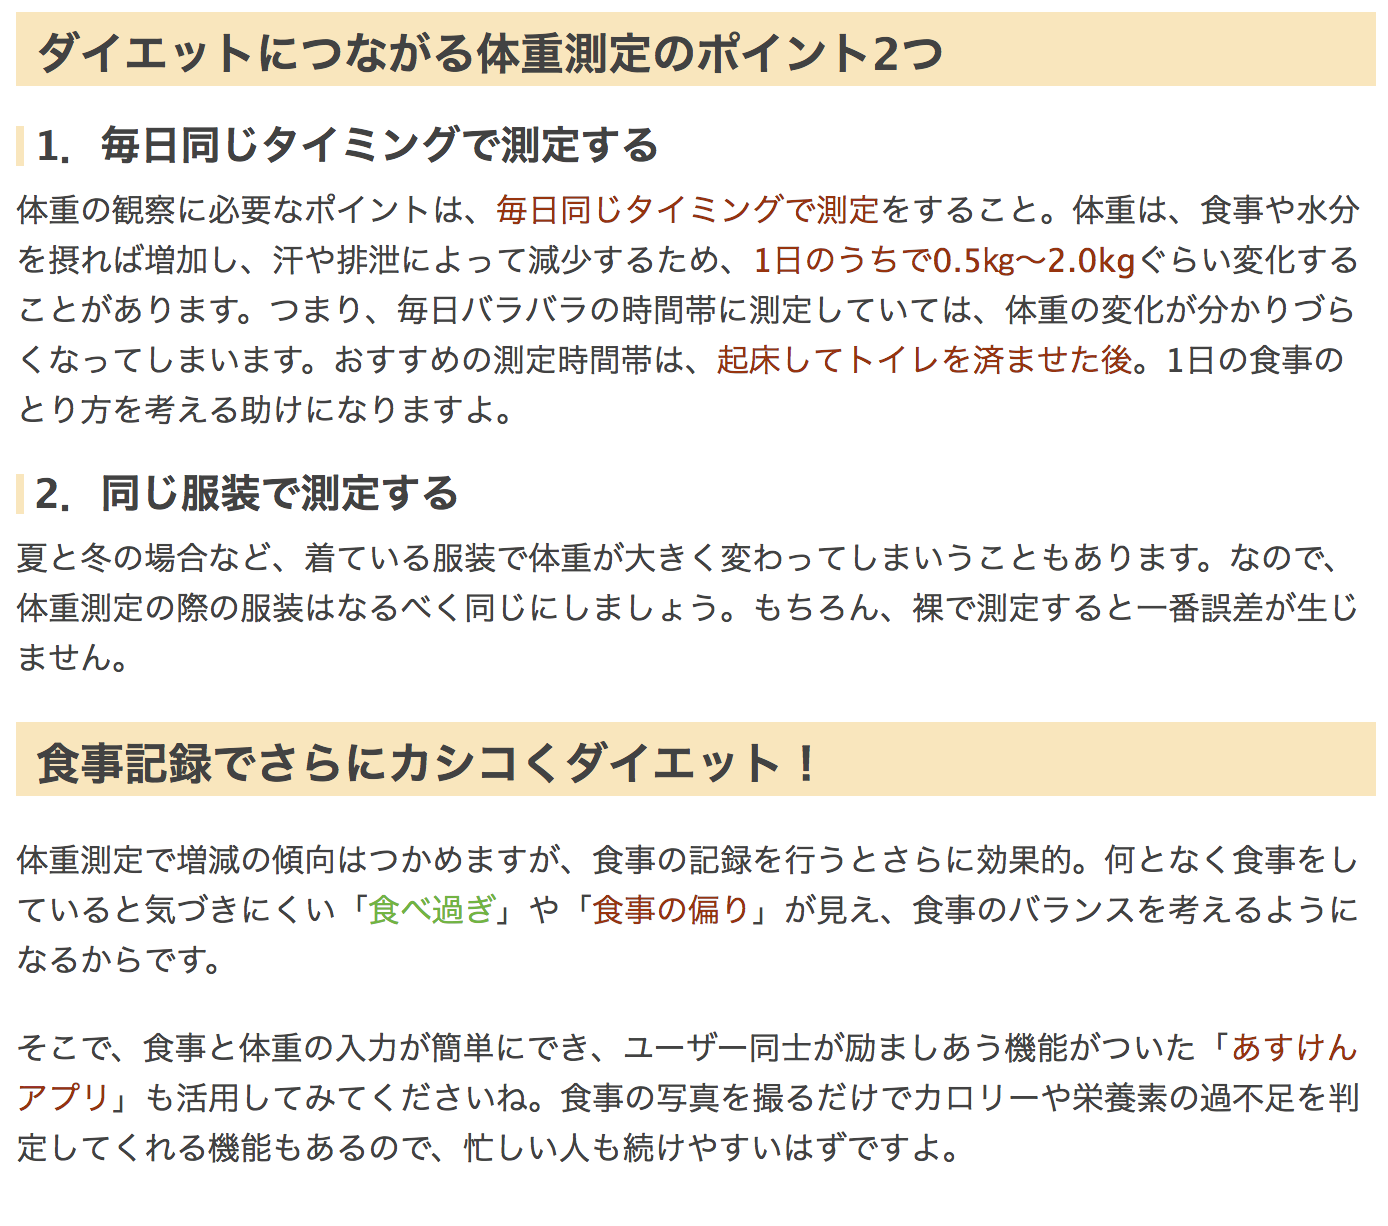 ダイエットにつながる体重測定のポイント2つ
1．毎日同じタイミングで測定する
体重の観察に必要なポイントは、毎日同じタイミングで測定をすること。体重は、食事や水分
を摂れば増加し、汗や排泄によって減少するため、1日のうちで0.5㎏～2.0kgぐらい変化する
ことがあります。つまり、毎日バラバラの時間帯に測定していては、体重の変化が分かりづら
くなってしまいます。おすすめの測定時間帯は、起床してトイレを済ませた後。1日の食事の
とり方を考える助けになりますよ。
2．同じ服装で測定する
夏と冬の場合など、着ている服装で体重が大きく変わってしまいうこともあります。なので、
体重測定の際の服装はなるべく同じにしましょう。もちろん、裸で測定すると一番誤差が生じ
ません。
食事記録でさらにカシコくダイエット！
体重測定で増減の傾向はつかめますが、食事の記録を行うとさらに効果的。何となく食事をし
ていると気づきにくい「食べ過ぎ」や「食事の偏り」が見え、食事のバランスを考えるように
なるからです。
そこで、食事と体重の入力が簡単にでき、ユーザー同士が励ましあう機能がついた「あすけん
アプリ」も活用してみてくださいね。食事の写真を撮るだけでカロリーや栄養素の過不足を判
定してくれる機能もあるので、忙しい人も続けやすいはずですよ。